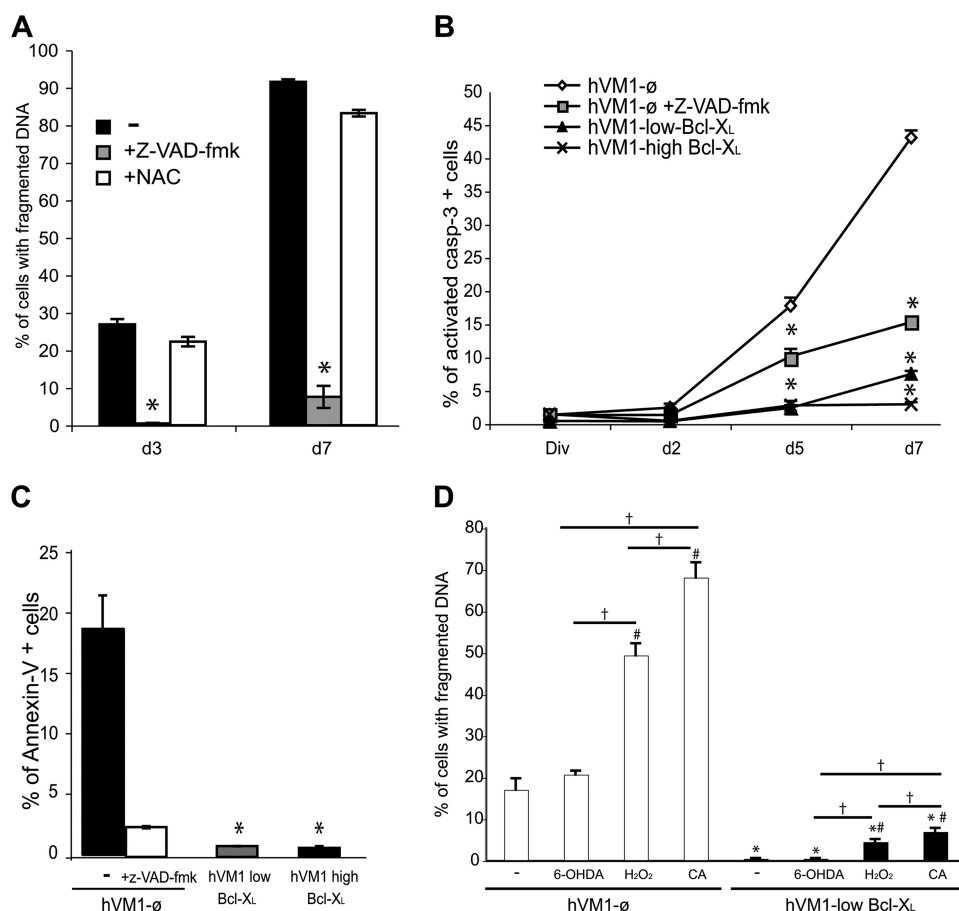 A
% of cells with fragmented DNA
100
90
80
70
60
50
40
30
20
10
0
-
+Z-VAD-fmk
+NAC
*
*
d3
d7
B
% of activated casp-3 + cells
50
45
40
35
30
25
20
15
10
5
0
hVM1-ø
hVM1-ø +Z-VAD-fmk
hVM1-low-Bcl-XL
hVM1-high Bcl-XL
*
*
*
*
*
Div
d2
d5
d7
C
% of Annexin-V + cells
25
20
15
10
5
0
*
*
-
+z-VAD-fmk
hVM1-ø
hVM1 low
Bcl-XL
hVM1 high
Bcl-XL
D
% of cells with fragmented DNA
80
70
60
50
40
30
20
10
0
†
†
#
†
#
†
†
†
*
*
*#
* #
-
6-OHDA
H2O2
CA
-
6-OHDA
H2O2
CA
hVM1-ø
hVM1-low Bcl-XL